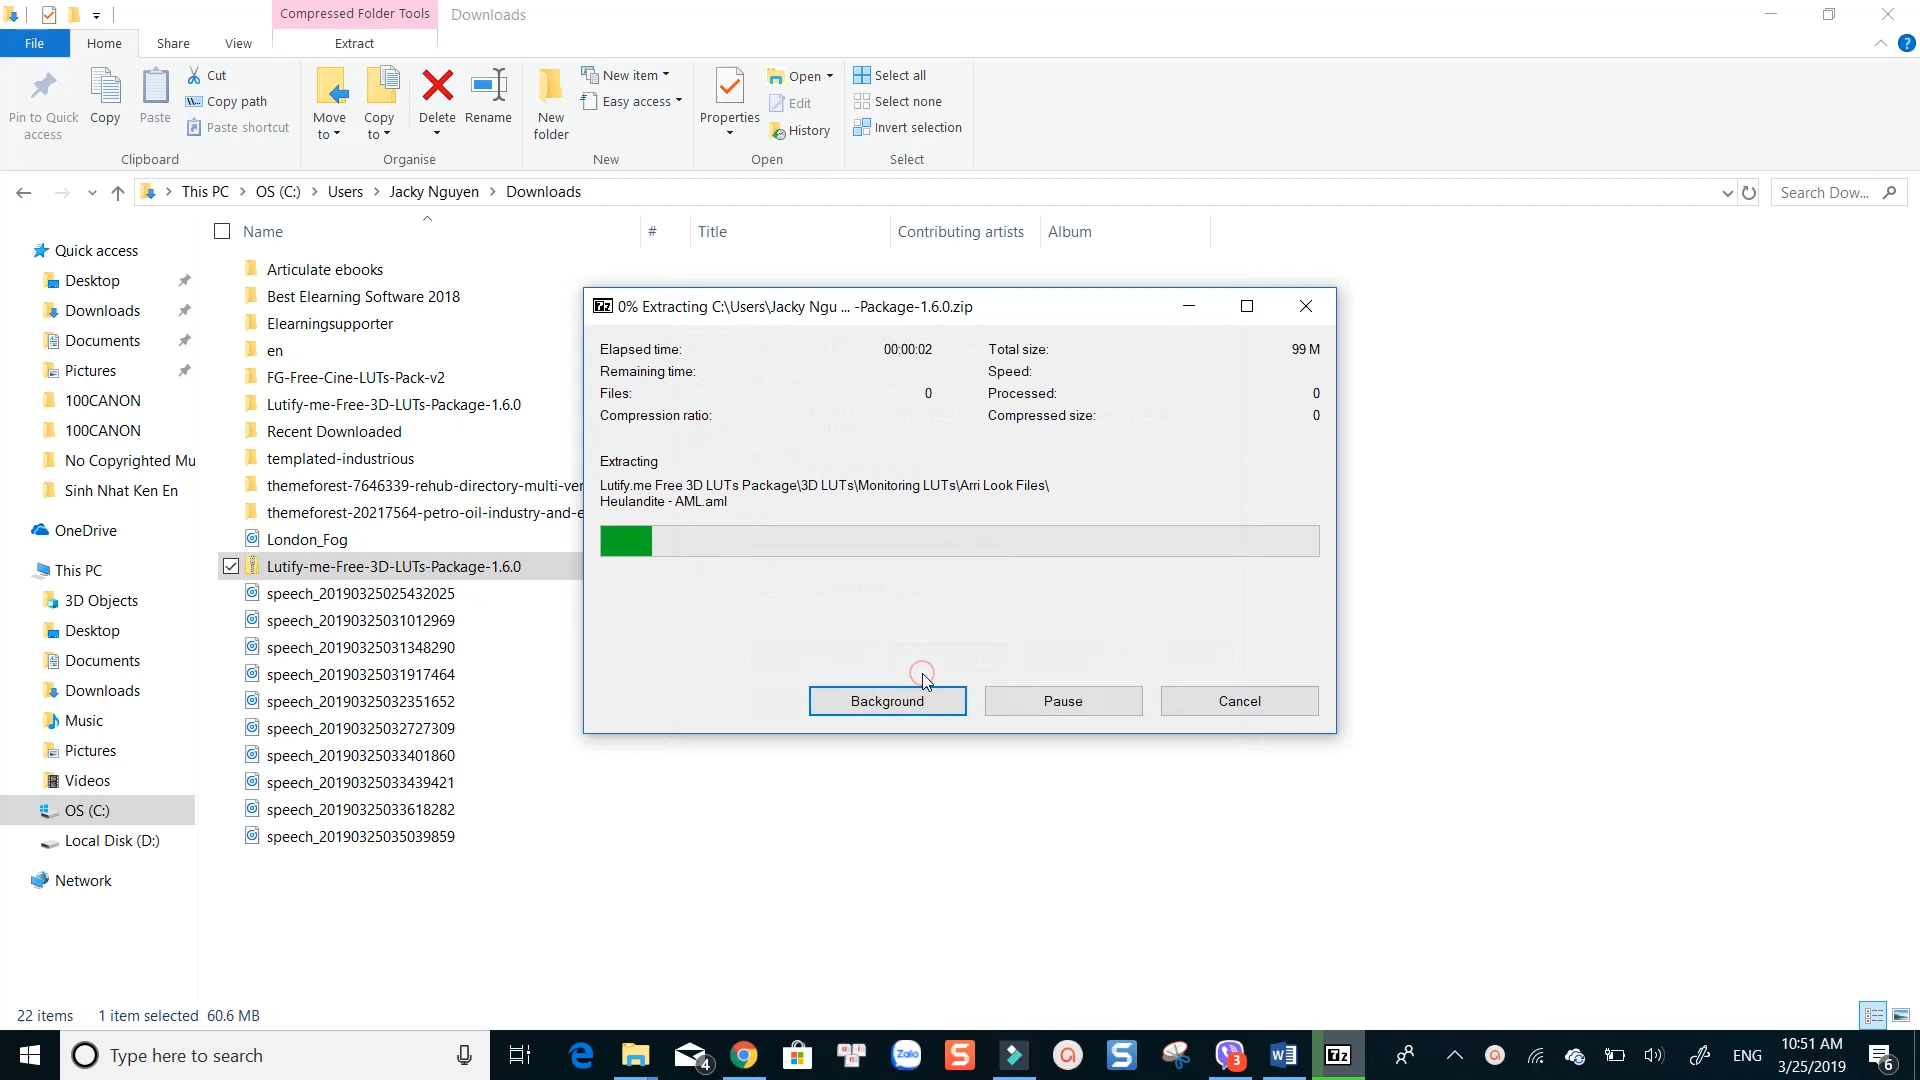 Compressed Folder Tools
Downloads
File
Home
Share
View
Extract
Pin to Quick
access
Copy
Paste
Cut
Copy path
Paste shortcut
Clipboard
Move
to
Copy
to
Delete
Rename
Organise
New
folder
New item
Easy access
New
Properties
Open
Edit
History
Open
Select all
Select none
Invert selection
Select
This PC
OS (C:)
Users
Jacky Nguyen
Downloads
Search Dow...
Name
#
Title
Contributing artists
Album
Quick access
Desktop
Downloads
Documents
Pictures
100CANON
100CANON
No Copyrighted Mu
Sinh Nhat Ken En
OneDrive
This PC
3D Objects
Desktop
Documents
Downloads
Music
Pictures
Videos
OS (C:)
Local Disk (D:)
Network
Articulate ebooks
Best Elearning Software 2018
Elearningsupporter
en
FG-Free-Cine-LUTs-Pack-v2
Lutify-me-Free-3D-LUTs-Package-1.6.0
Recent Downloaded
templated-industrious
themeforest-7646339-rehub-directory-multi-ver
themeforest-20217564-petro-oil-industry-and-e
London_Fog
Lutify-me-Free-3D-LUTs-Package-1.6.0
speech_20190325025432025
speech_20190325031012969
speech_20190325031348290
speech_20190325031917464
speech_20190325032351652
speech_20190325032727309
speech_20190325033401860
speech_20190325033439421
speech_20190325033618282
speech_20190325035039859
7z 0% Extracting C:\Users\Jacky Ngu ... -Package-1.6.0.zip
Elapsed time: 00:00:02 Total size: 99 M
Remaining time: Speed:
Files: 0 Processed: 0
Compression ratio: Compressed size: 0
Extracting
Lutify.me Free 3D LUTs Package\3D LUTs\Monitoring LUTs\Arri Look Files\
Heulandite - AML.aml
Background
Pause
Cancel
22 items
1 item selected 60.6 MB
Type here to search
4
Zalo
3
7z
ENG
10:51 AM
3/25/2019
6